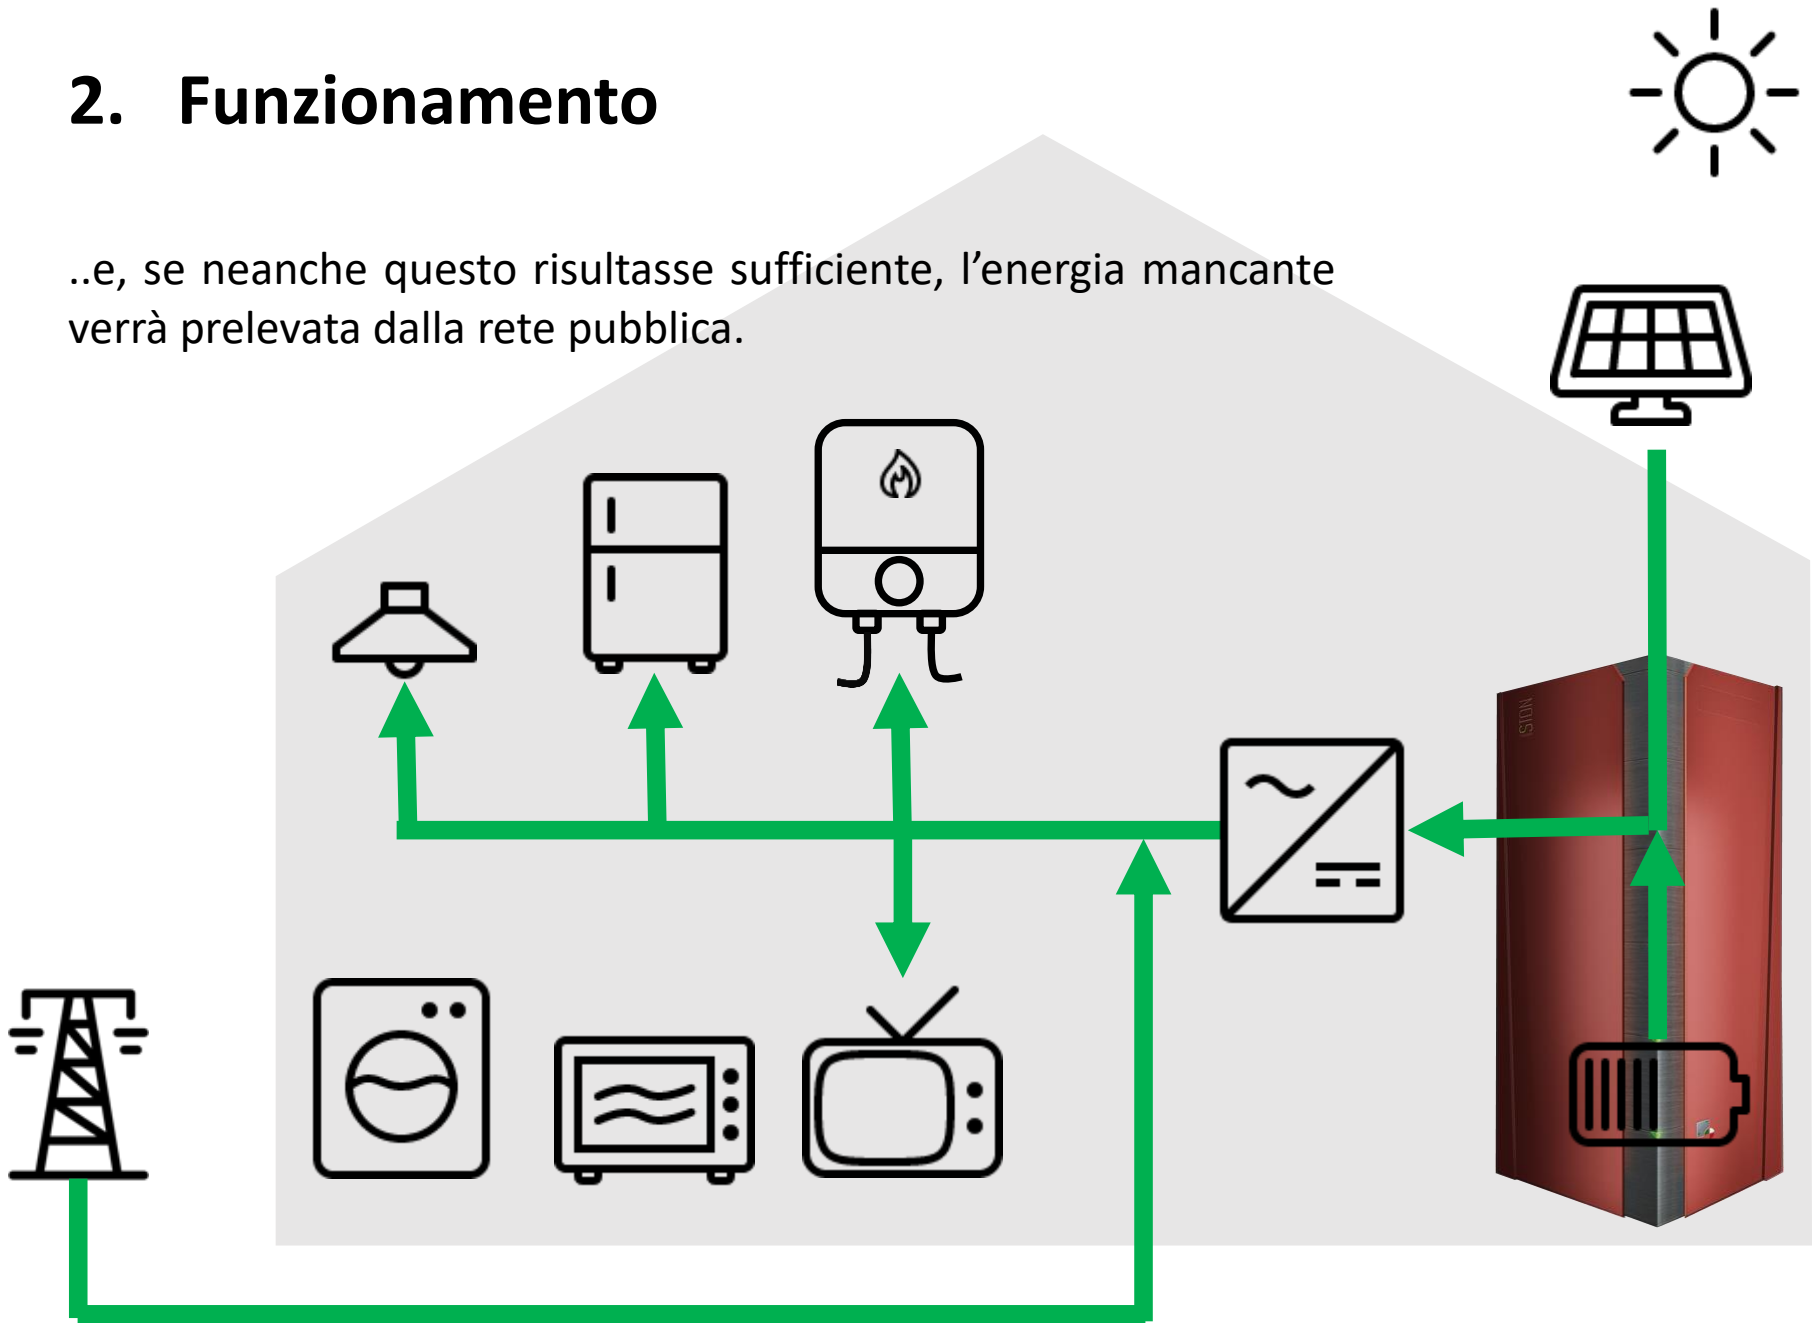 2. Funzionamento
..e, se neanche questo risultasse sufficiente, l’energia mancante
verrà prelevata dalla rete pubblica.